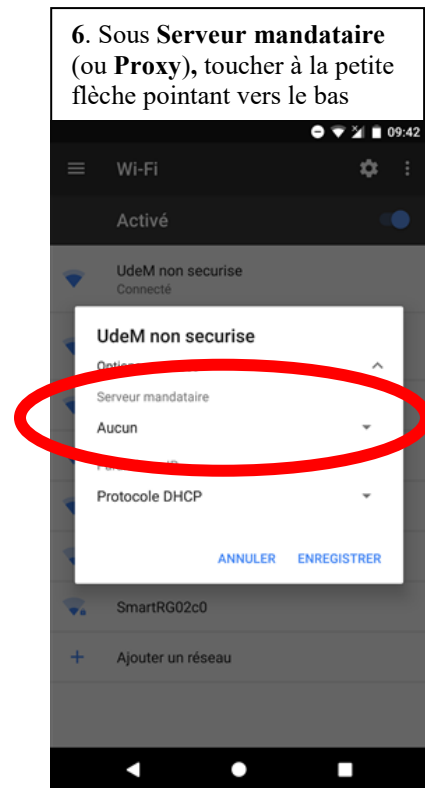 6. Sous Serveur mandataire
(ou Proxy), toucher à la petite
flèche pointant vers le bas
09:42
Wi-Fi
Activé
UdeM non securise
Connecté
UdeM non securise
Serveur mandataire
Aucun
Protocole DHCP
ANNULER ENREGISTRER
SmartRG02c0
+ Ajouter un réseau